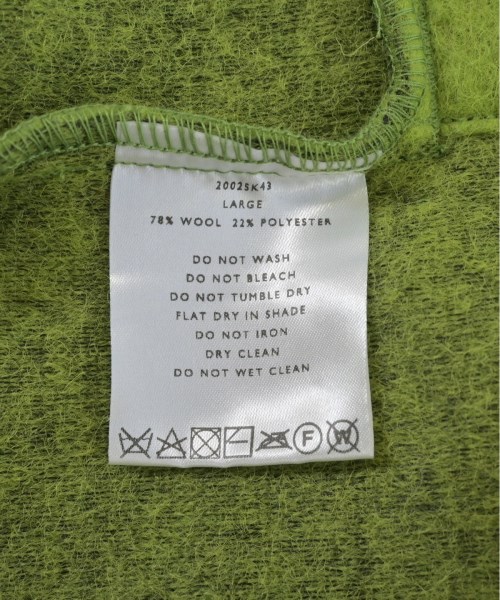 2002SK43
LARGE
78% WOOL 22% POLYESTER
DO NOT WASH
DO NOT BLEACH
DO NOT TUMBLE DRY
FLAT DRY IN SHADE
DO NOT IRON
DRY CLEAN
DO NOT WET CLEAN
F W